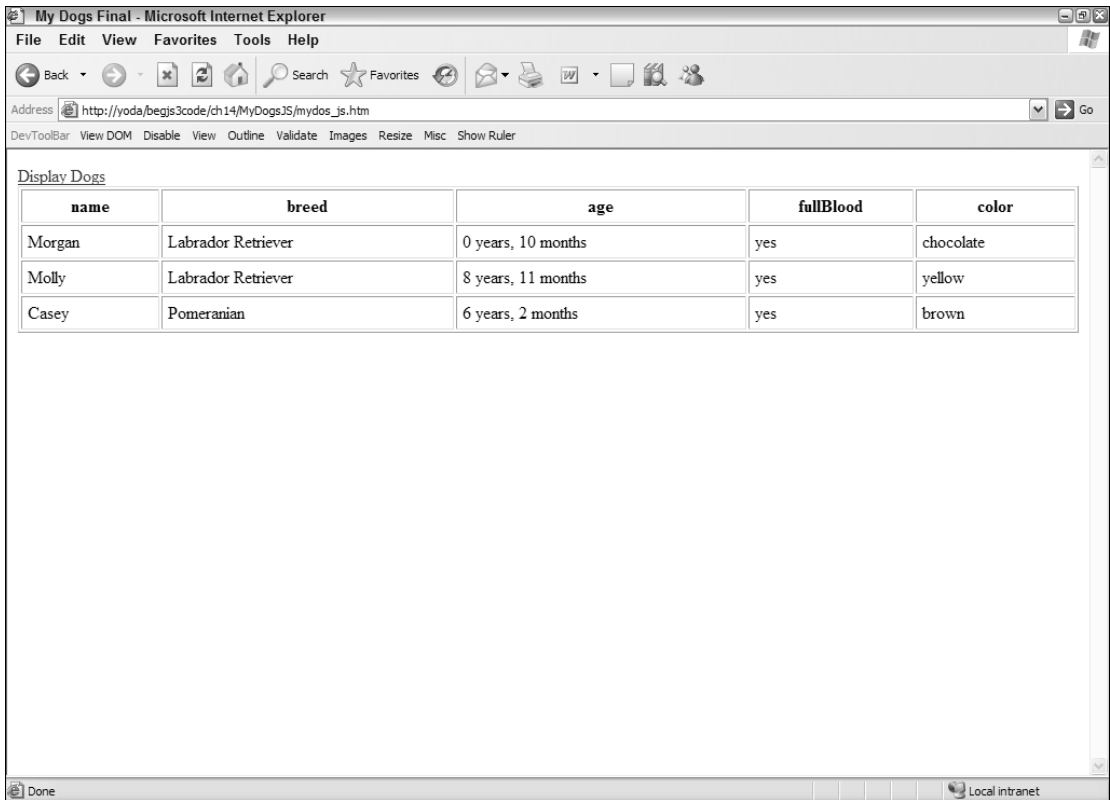 My Dogs Final - Microsoft Internet Explorer
File Edit View Favorites Tools Help
Back Search Favorites W
Address http://yoda/begjs3code/ch14/MyDogsJS/mydos_js.htm Go
DevToolBar View DOM Disable View Outline Validate Images Resize Misc Show Ruler
Display Dogs
name breed age fullBlood color
Morgan Labrador Retriever 0 years, 10 months yes chocolate
Molly Labrador Retriever 8 years, 11 months yes yellow
Casey Pomeranian 6 years, 2 months yes brown
Done Local intranet